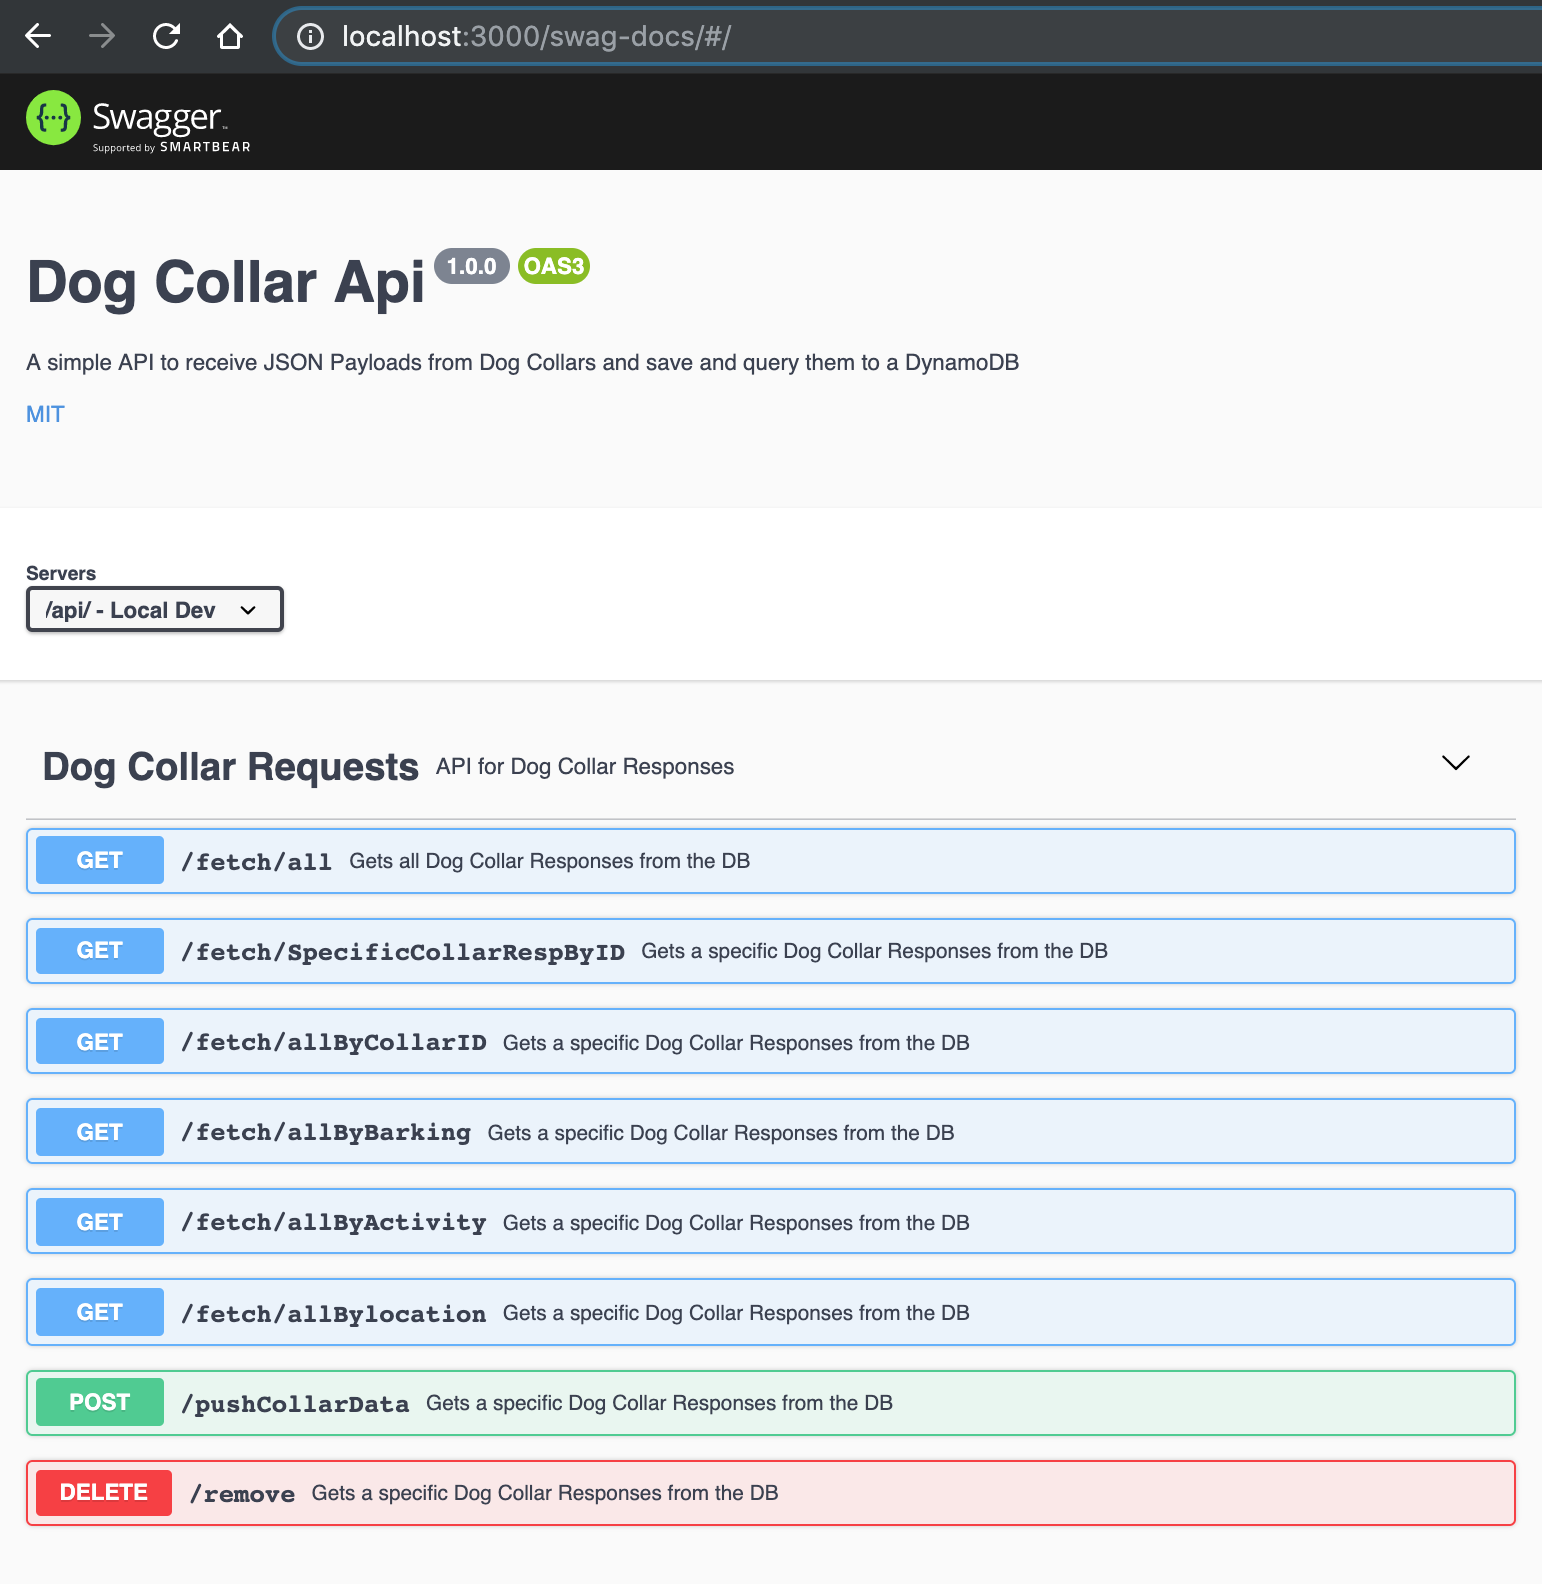 localhost:3000/swag-docs/#/
{···} Swagger™
Supported by SMARTBEAR
Dog Collar Api 1.0.0 OAS3
A simple API to receive JSON Payloads from Dog Collars and save and query them to a DynamoDB
MIT
Servers
/api/ - Local Dev
Dog Collar Requests API for Dog Collar Responses
GET /fetch/all Gets all Dog Collar Responses from the DB
GET /fetch/SpecificCollarRespByID Gets a specific Dog Collar Responses from the DB
GET /fetch/allByCollarID Gets a specific Dog Collar Responses from the DB
GET /fetch/allByBarking Gets a specific Dog Collar Responses from the DB
GET /fetch/allByActivity Gets a specific Dog Collar Responses from the DB
GET /fetch/allBylocation Gets a specific Dog Collar Responses from the DB
POST /pushCollarData Gets a specific Dog Collar Responses from the DB
DELETE /remove Gets a specific Dog Collar Responses from the DB